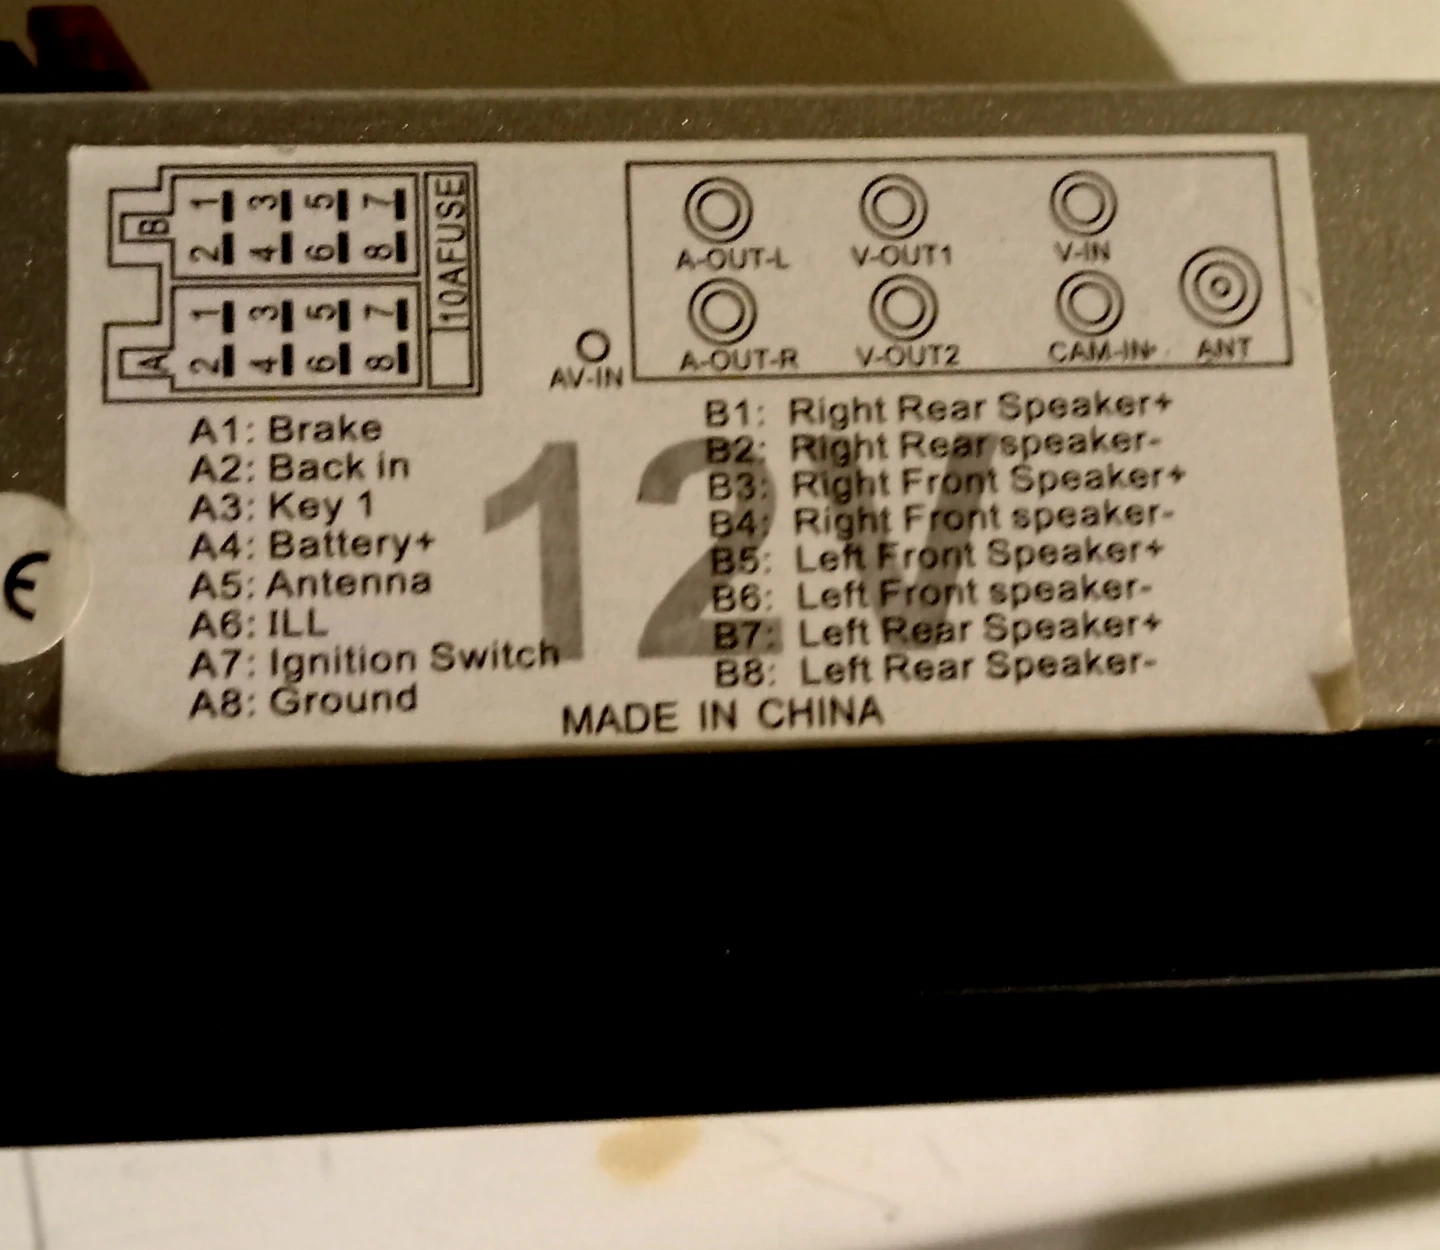 B
1 3 5 7
2 4 6 8
A
1 3 5 7
2 4 6 8
10AFUSE
A-OUT-L V-OUT1 V-IN
A-OUT-R V-OUT2 CAM-IN ANT
AV-IN
A1: Brake
A2: Back in
A3: Key 1
A4: Battery+
A5: Antenna
A6: ILL
A7: Ignition Switch
A8: Ground
12V
B1: Right Rear Speaker+
B2: Right Rear speaker-
B3: Right Front Speaker+
B4: Right Front speaker-
B5: Left Front Speaker+
B6: Left Front speaker-
B7: Left Rear Speaker+
B8: Left Rear Speaker-
MADE IN CHINA